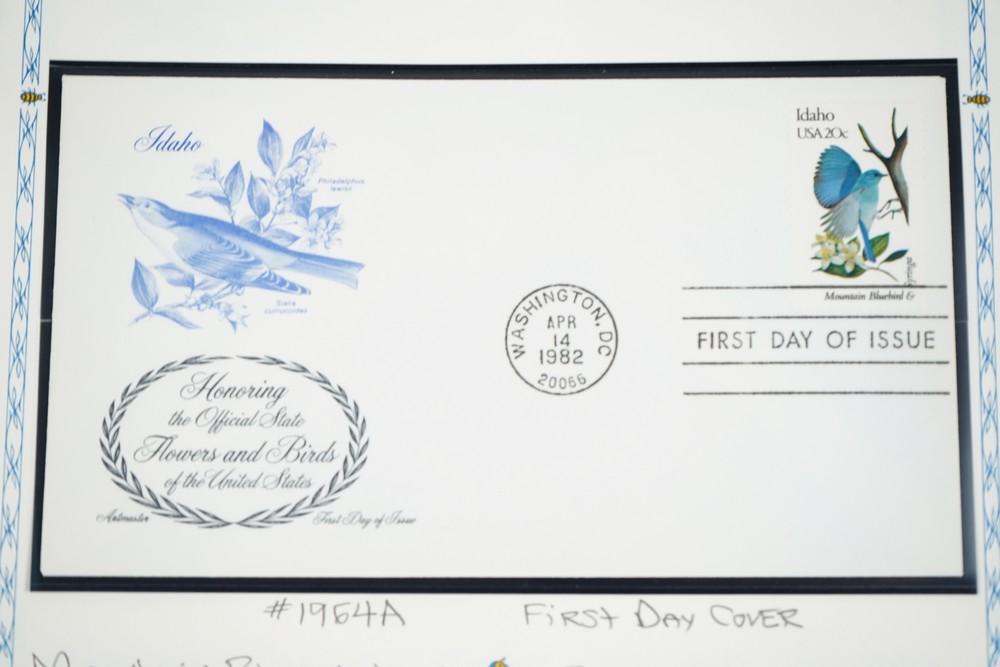 Idaho
Philadelphus
lewisii
Sialia
currucoides
Honoring
the Official State
Flowers and Birds
of the United States
Artmaster
First Day of Issue
Idaho
USA 20c
Syringa
Mountain Bluebird &
WASHINGTON, DC
APR
14
1982
20066
FIRST DAY OF ISSUE
#1964A
FIRST DAY COVER